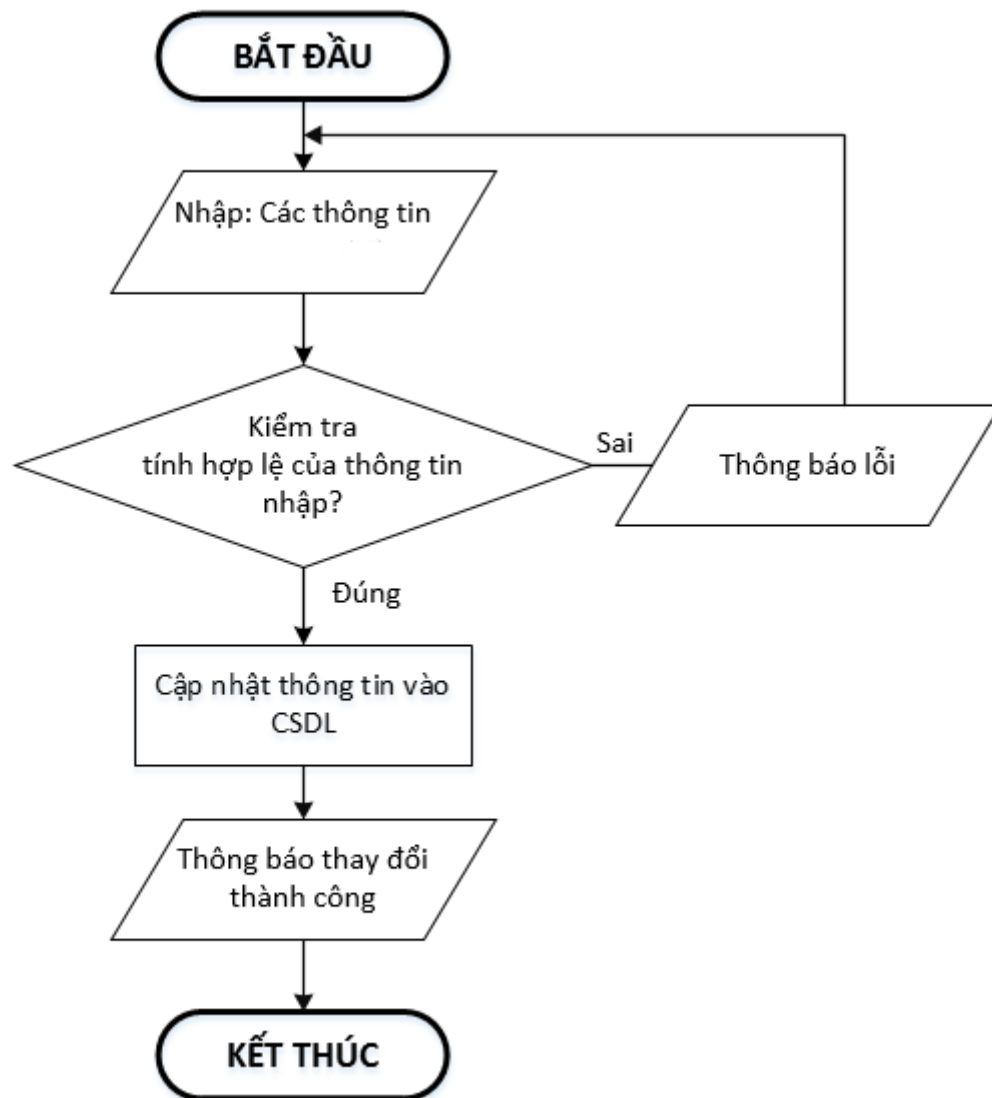 BẮT ĐẦU
Nhập: Các thông tin
Kiểm tra
tính hợp lệ của thông tin
nhập?
Sai
Thông báo lỗi
Đúng
Cập nhật thông tin vào
CSDL
Thông báo thay đổi
thành công
KẾT THÚC